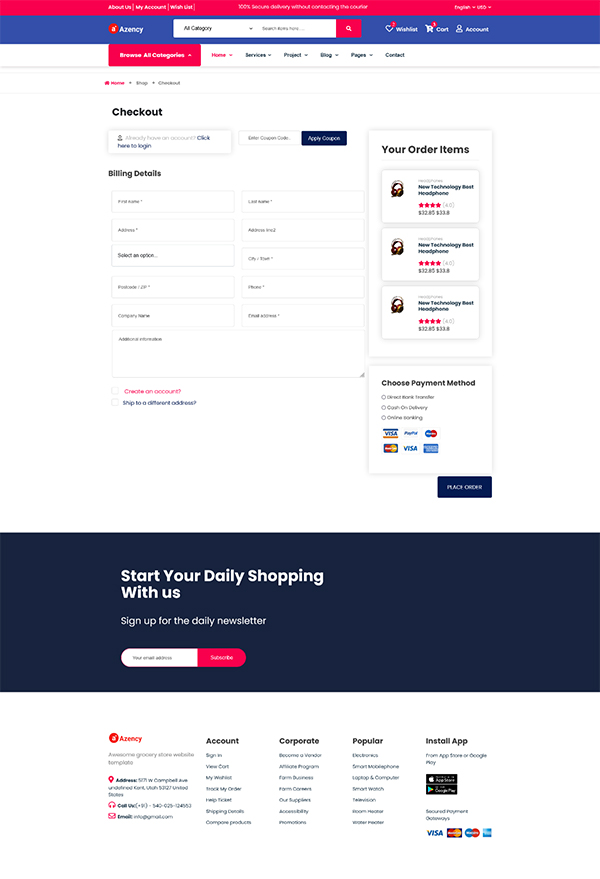 About Us | My Account | Wish List |
100% Secure delivery without contacting the courier
English
USD
Azency
All Category
Search items here ...
Wishlist
Cart
Account
Browse All Categories
Home
Services
Project
Blog
Pages
Contact
Home
Shop
Checkout
Checkout
Already have an account? Click
here to login
Enter Coupon Code..
Apply Coupon
Billing Details
First name *
Last name *
Address *
Address line2
Select an option...
City / Town *
Postcode / ZIP *
Phone *
Company Name
Email address *
Additional information
Create an account?
Ship to a different address?
Your Order Items
Headphones
New Technology Best
Headphone
(4.0)
$32.85 $33.8
Headphones
New Technology Best
Headphone
(4.0)
$32.85 $33.8
Headphones
New Technology Best
Headphone
(4.0)
$32.85 $33.8
Choose Payment Method
Direct Bank Transfer
Cash On Delivery
Online Banking
VISA
PayPal
VISA
PLACE ORDER
Start Your Daily Shopping
With us
Sign up for the daily newsletter
Your email address
Subscribe
Azency
Awesome grocery store website
template
Address: 5171 W Campbell Ave
undefined Kent, Utah 53127 United
States
Call Us:(+91) - 540-025-124553
Email: info@gmail.com
Account
Sign In
View Cart
My Wishlist
Track My Order
Help Ticket
Shipping Details
Compare products
Corporate
Become a Vendor
Affiliate Program
Farm Business
Farm Careers
Our Suppliers
Accessibility
Promotions
Popular
Electronics
Smart Mobilephone
Laptop & Computer
Smart Watch
Television
Room Heater
Water Heater
Install App
From App Store or Google
Play
App Store
Google Play
Secured Payment
Gateways
VISA